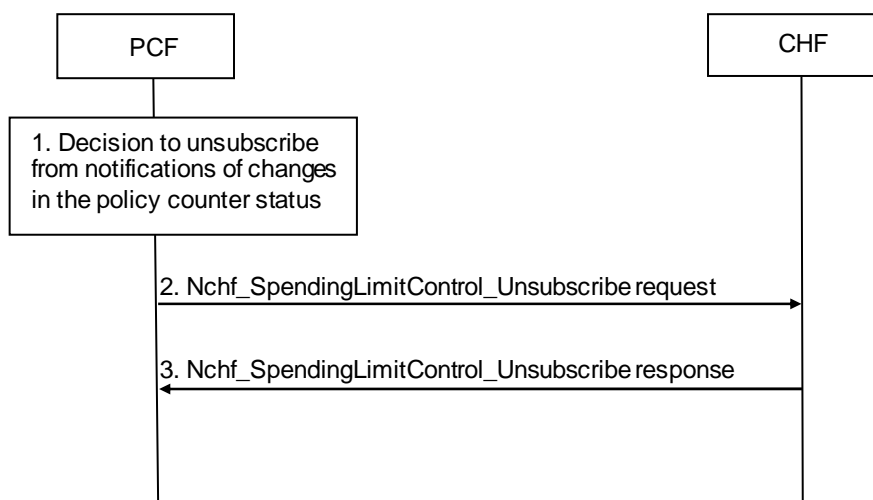 PCF
CHF
1. Decision to unsubscribe
from notifications of changes
in the policy counter status
2. Nchf_SpendingLimitControl_Unsubscribe request
3. Nchf_SpendingLimitControl_Unsubscribe response